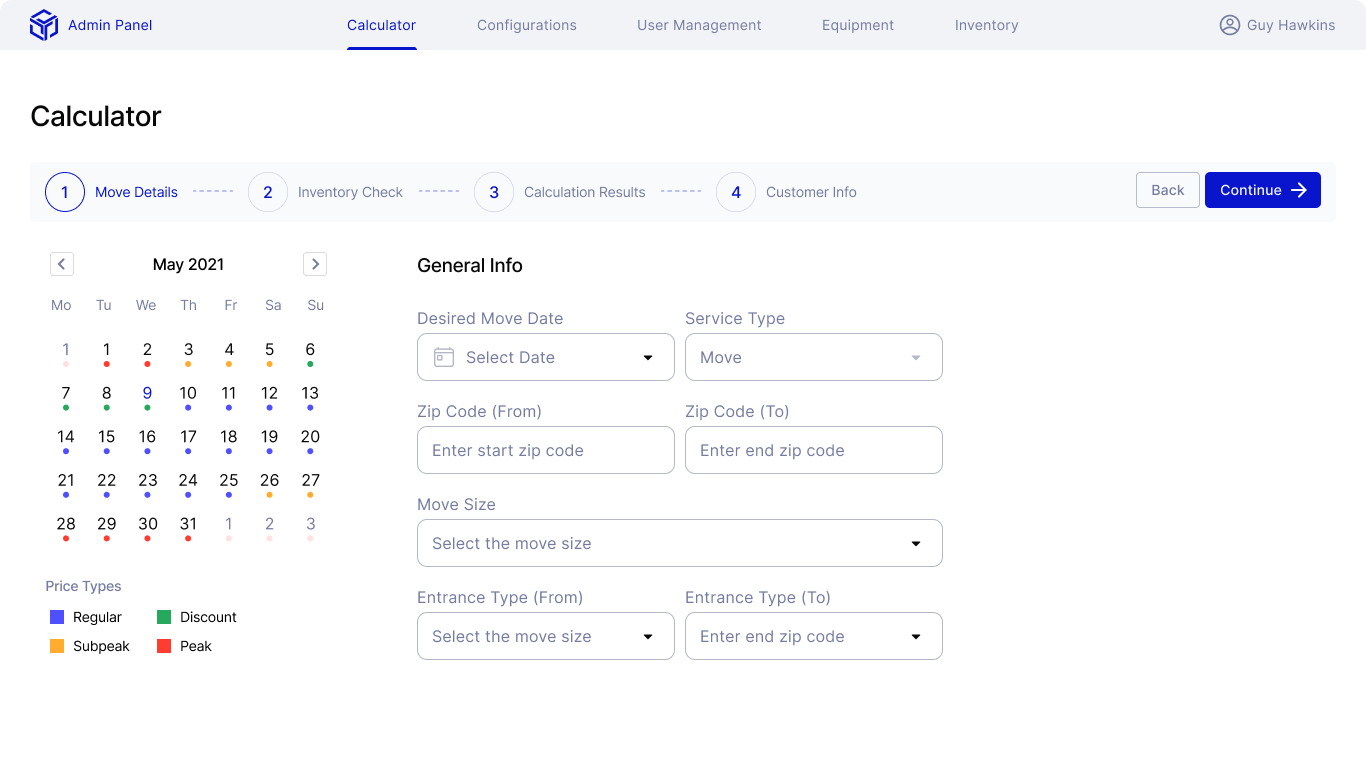 Admin Panel
Calculator
Configurations
User Management
Equipment
Inventory
Guy Hawkins
Calculator
1 Move Details
2 Inventory Check
3 Calculation Results
4 Customer Info
Back
Continue
May 2021
Mo Tu We Th Fr Sa Su
1 1 2 3 4 5 6
7 8 9 10 11 12 13
14 15 16 17 18 19 20
21 22 23 24 25 26 27
28 29 30 31 1 2 3
Price Types
Regular Discount
Subpeak Peak
General Info
Desired Move Date Service Type
Select Date Move
Zip Code (From) Zip Code (To)
Enter start zip code Enter end zip code
Move Size
Select the move size
Entrance Type (From) Entrance Type (To)
Select the move size Enter end zip code